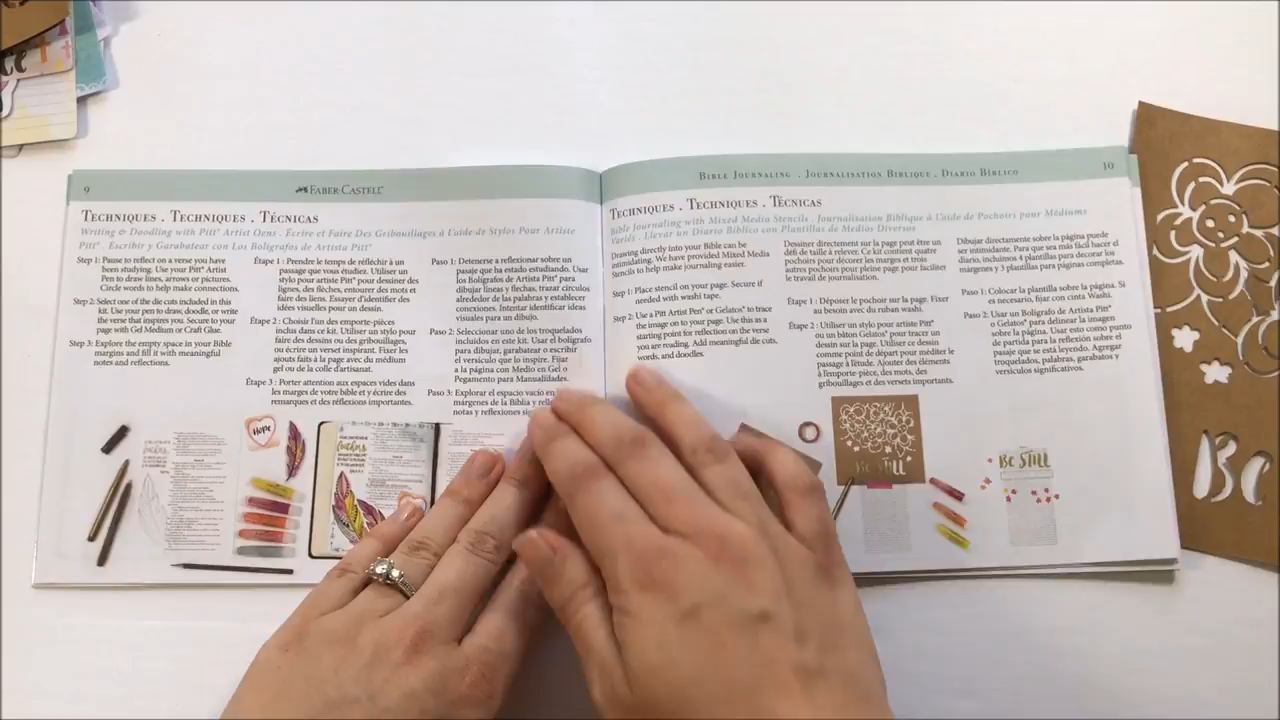 9
FABER-CASTELL
TECHNIQUES . TECHNIQUES . TÉCNICAS
Writing & Doodling with Pitt® Artist Pens . Écrire et Faire Des Gribouillages à L'aide de Stylos Pour Artiste
Pitt® . Escribir y Garabatear con Los Bolígrafos de Artista Pitt®
Step 1: Pause to reflect on a verse you have
been studying. Use your Pitt® Artist
Pen to draw lines, arrows or pictures.
Circle words to help make connections.
Step 2: Select one of the die cuts included in this
kit. Use your pen to draw, doodle, or write
the verse that inspires you. Secure to your
page with Gel Medium or Craft Glue.
Step 3: Explore the empty space in your Bible
margins and fill it with meaningful
notes and reflections.
Étape 1 : Prendre le temps de réfléchir à un
passage que vous étudiez. Utiliser un
stylo pour artiste Pitt® pour dessiner des
lignes, des flèches, entourer des mots et
faire des liens. Essayer d'identifier des
idées visuelles pour un dessin.
Étape 2 : Choisir l'un des emporte-pièces
inclus dans ce kit. Utiliser un stylo pour
faire des dessins ou des gribouillages,
ou écrire un verset inspirant. Fixer les
ajouts faits à la page avec du médium
gel ou de la colle d'artisanat.
Étape 3 : Porter attention aux espaces vides dans
les marges de votre bible et y écrire des
remarques et des réflexions importantes.
Paso 1: Detenerse a reflexionar sobre un
pasaje que ha estado estudiando. Usar
los Bolígrafos de Artista Pitt® para
dibujar líneas y flechas, trazar círculos
alrededor de las palabras y establecer
conexiones. Intentar identificar ideas
visuales para un dibujo.
Paso 2: Seleccionar uno de los troquelados
incluidos en este kit. Usar el bolígrafo
para dibujar, garabatear o escribir
el versículo que lo inspire. Fijar
a la página con Medio en Gel o
Pegamento para Manualidades.
Paso 3: Explorar el espacio vacío en
márgenes de la Biblia y
notas y reflexiones
Hope
BIBLE JOURNALING . JOURNALISATION BIBLIQUE . DIARIO BÍBLICO
10
TECHNIQUES . TECHNIQUES . TÉCNICAS
Bible Journaling with Mixed Media Stencils . Journalisation Biblique à L'aide de Pochoirs pour Médiums
Variés . Llevar un Diario Bíblico con Plantillas de Medios Diversos
Drawing directly into your Bible can be
intimidating. We have provided Mixed Media
Stencils to help make journaling easier.
Step 1: Place stencil on your page. Secure if
needed with washi tape.
Step 2: Use a Pitt Artist Pen® or Gelatos® to trace
the image on to your page. Use this as a
starting point for reflection on the verse
you are reading. Add meaningful die cuts,
words, and doodles.
Dessiner directement sur la page peut être un
défi de taille à relever. Ce kit contient quatre
pochoirs pour décorer les marges et trois
autres pochoirs pour pleine page pour faciliter
le travail de journalisation.
Étape 1 : Déposer le pochoir sur la page. Fixer
au besoin avec du ruban washi.
Étape 2 : Utiliser un stylo pour artiste Pitt®
ou un bâton Gelatos® pour tracer un
dessin sur la page. Utiliser ce dessin
comme point de départ pour méditer le
passage à l'étude. Ajouter des éléments
à l'emporte-pièce, des mots, des
gribouillages et des versets importants.
Dibujar directamente sobre la página puede
ser intimidante. Para que sea más fácil hacer el
diario, incluimos 4 plantillas para decorar los
márgenes y 3 plantillas para páginas completas.
Paso 1: Colocar la plantilla sobre la página. Si
es necesario, fijar con cinta Washi.
Paso 2: Usar un Bolígrafo de Artista Pitt®
o Gelatos® para delinear la imagen
sobre la página. Usar esto como punto
de partida para la reflexión sobre el
pasaje que se está leyendo. Agregar
troquelados, palabras, garabatos y
versículos significativos.
BE STILL
BE STILL
BE